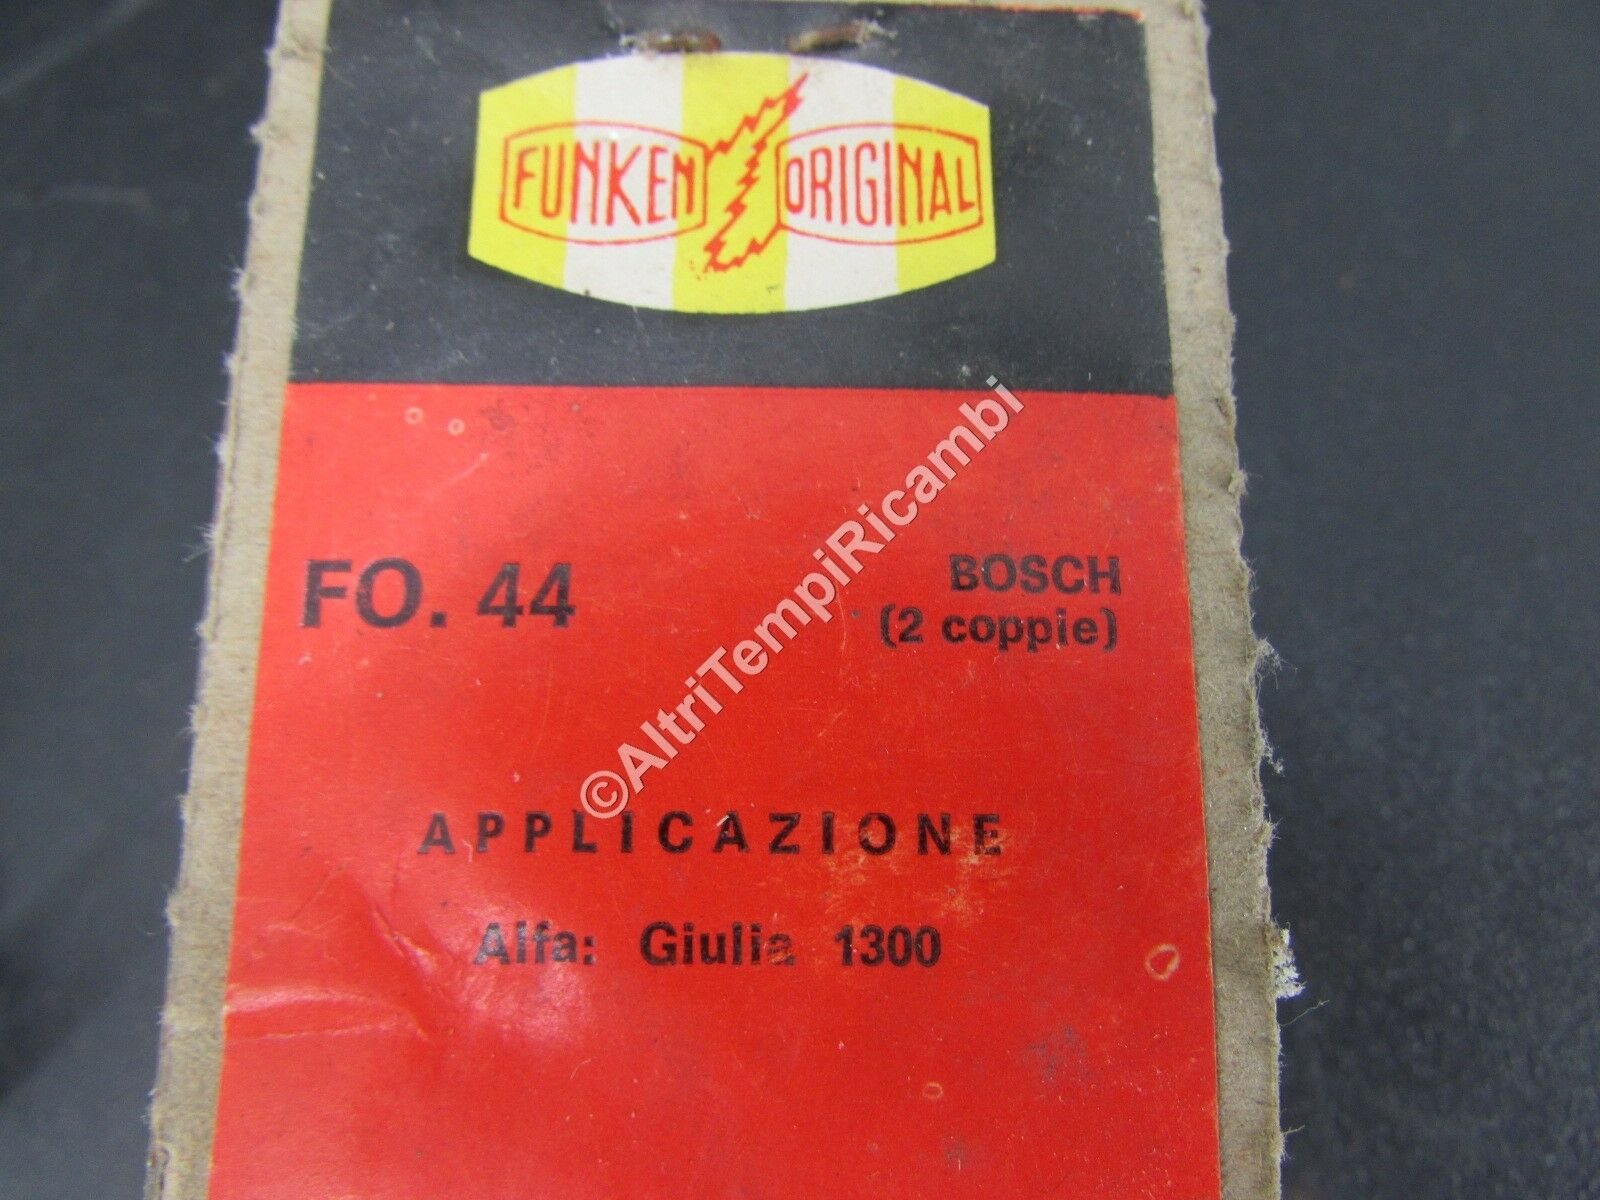 FUNKEN ORIGINAL
FO. 44
BOSCH
(2 coppie)
©AltriTempiRicambi
APPLICAZIONE
Alfa: Giulia 1300